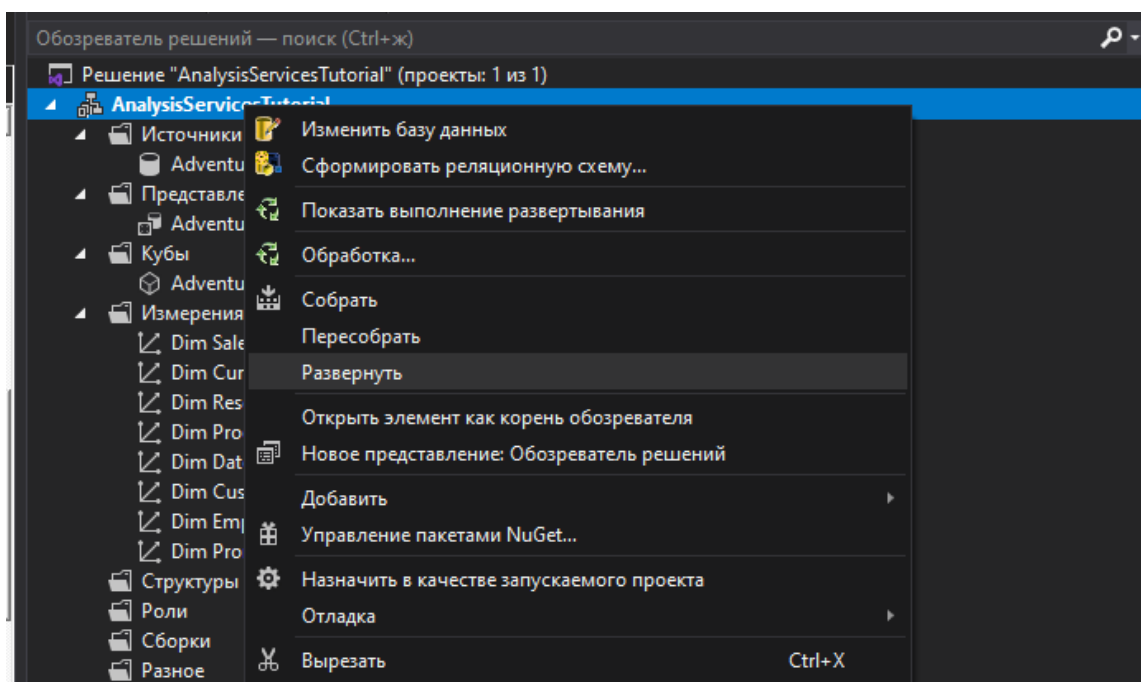 Обозреватель решений — поиск (Ctrl+ж)
Решение "AnalysisServicesTutorial" (проекты: 1 из 1)
AnalysisServicesTutorial
Источники
Adventu
Представле
Adventu
Кубы
Adventu
Измерения
Dim Sale
Dim Cur
Dim Res
Dim Pro
Dim Dat
Dim Cus
Dim Emp
Dim Pro
Структуры
Роли
Сборки
Разное
Изменить базу данных
Сформировать реляционную схему...
Показать выполнение развертывания
Обработка...
Собрать
Пересобрать
Развернуть
Открыть элемент как корень обозревателя
Новое представление: Обозреватель решений
Добавить
Управление пакетами NuGet...
Назначить в качестве запускаемого проекта
Отладка
Вырезать Ctrl+X